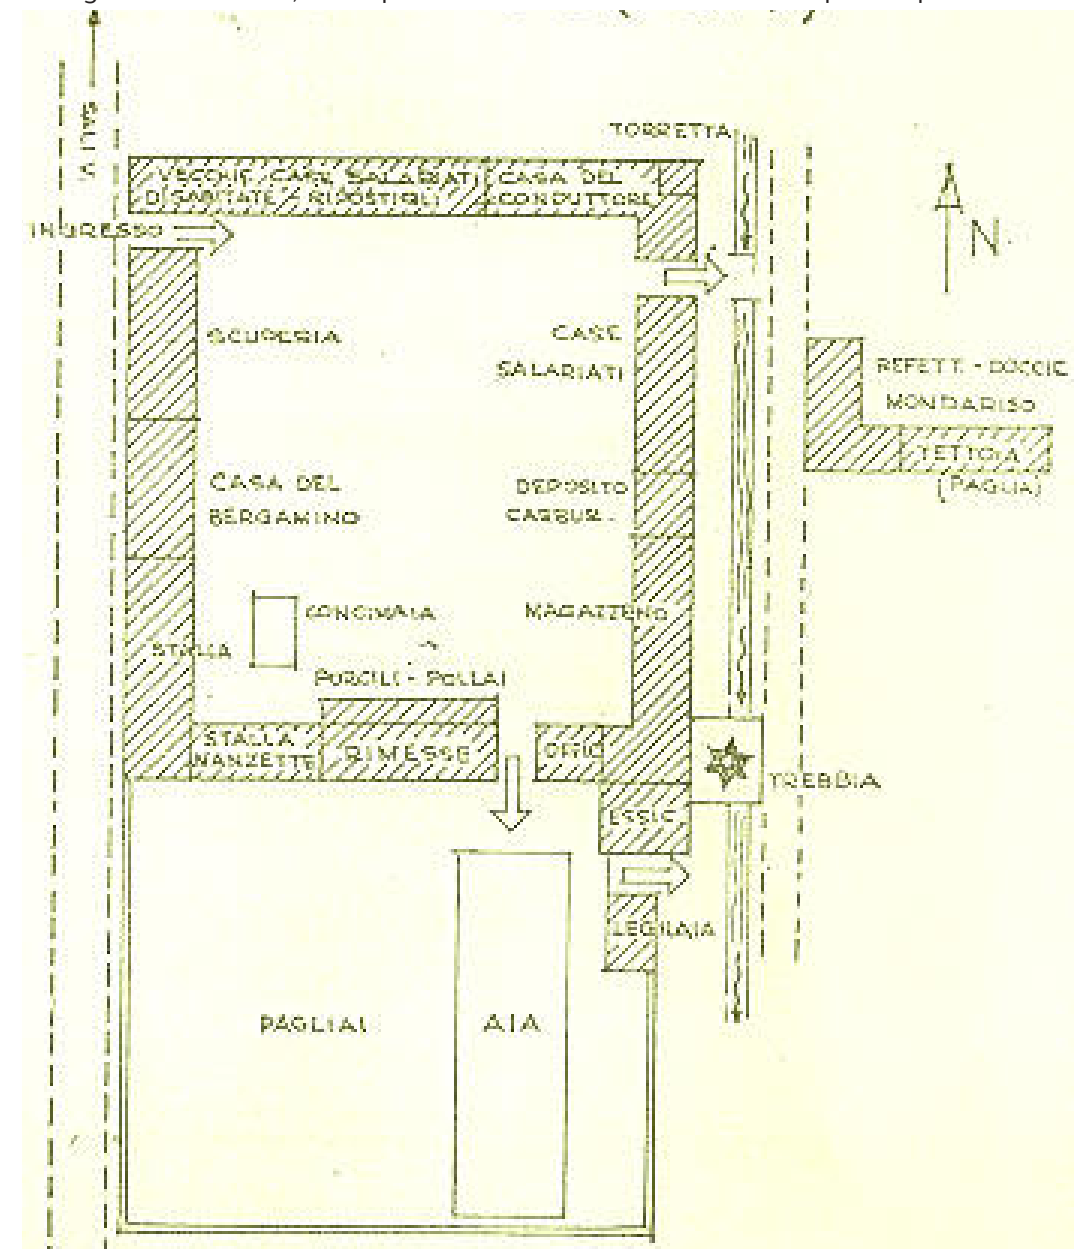 TORRETTA
VECCHIE CASE SALARIATI
DISABITATE - RIPOSTIGLI
CASA DEL
CONDUTTORE
INGRESSO
N
SCUDERIA
CASE
SALARIATI
REFETT. - DOCCIE
MONDARISO
TETTOIA
(PAGLIA)
CASA DEL
BERGAMINO
DEPOSITO
CARBUR.
CONCIMAIA
MAGAZZENO
STALLA
PORCILI - POLLAI
STALLA
MANZETTE
RIMESSE
OFFIC
TREBBIA
ESSIC.
LEGNAIA
PAGLIAI
AIA